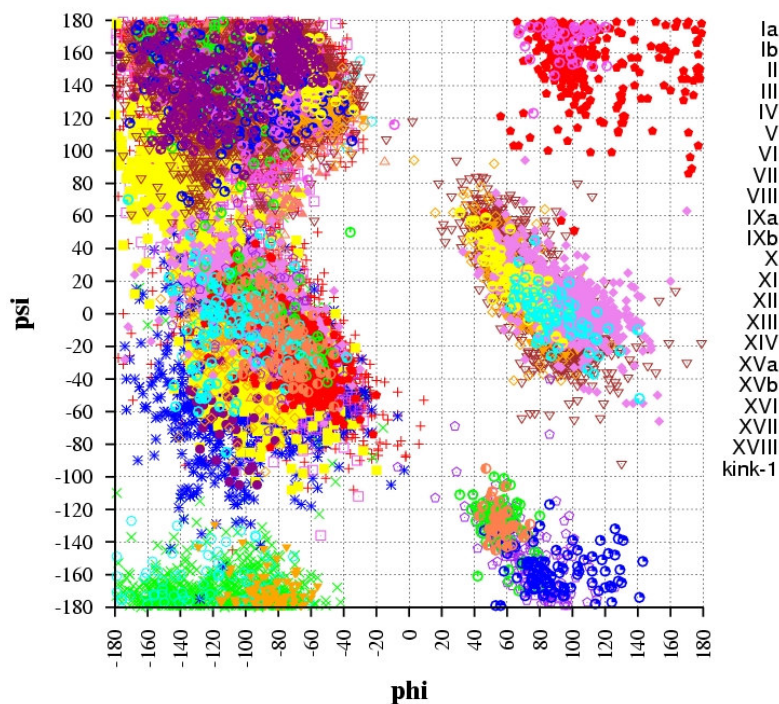 180
160
140
120
100
80
60
40
20
0
-20
-40
-60
-80
-100
-120
-140
-160
-180
psi
-180
-160
-140
-120
-100
-80
-60
-40
-20
0
20
40
60
80
100
120
140
160
180
phi
Ia
Ib
II
III
IV
V
VI
VII
VIII
IXa
IXb
X
XI
XII
XIII
XIV
XVa
XVb
XVI
XVII
XVIII
kink-1